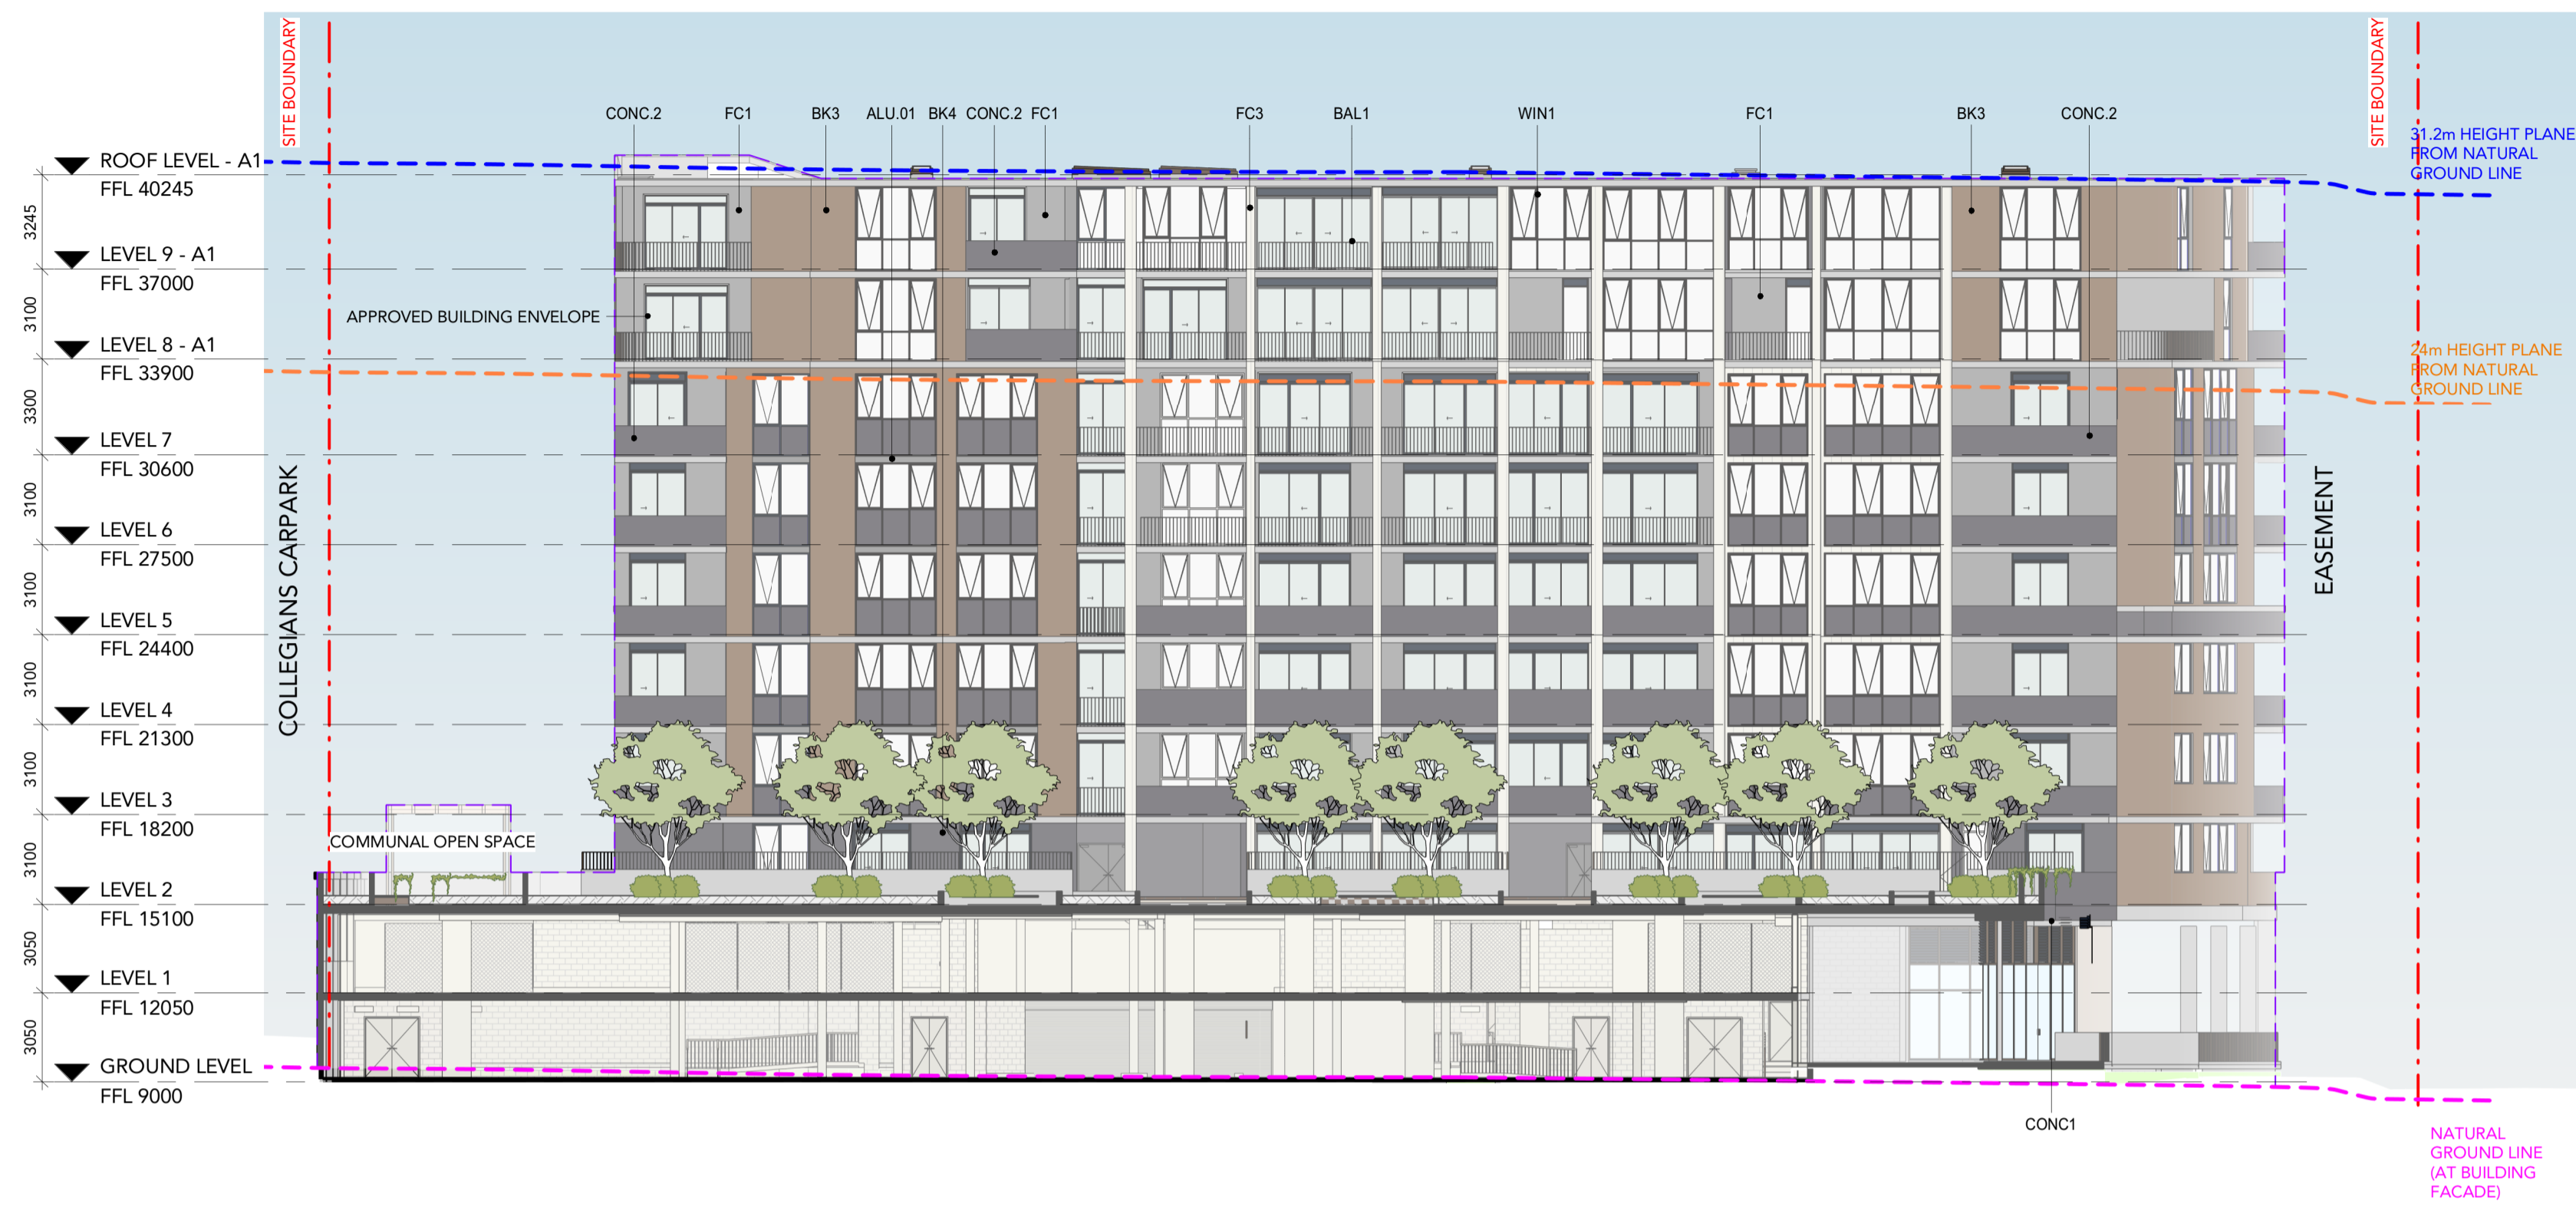 SITE BOUNDARY
SITE BOUNDARY
CONC.2
FC1
BK3
ALU.01
BK4
CONC.2
FC1
FC3
BAL1
WIN1
FC1
BK3
CONC.2
31.2m HEIGHT PLANE
FROM NATURAL
GROUND LINE
ROOF LEVEL - A1
FFL 40245
3245
LEVEL 9 - A1
FFL 37000
3100
APPROVED BUILDING ENVELOPE
LEVEL 8 - A1
FFL 33900
24m HEIGHT PLANE
FROM NATURAL
GROUND LINE
3300
LEVEL 7
FFL 30600
3100
LEVEL 6
FFL 27500
3100
LEVEL 5
FFL 24400
3100
LEVEL 4
FFL 21300
3100
LEVEL 3
FFL 18200
3100
LEVEL 2
FFL 15100
3050
LEVEL 1
FFL 12050
3050
GROUND LEVEL
FFL 9000
COLLEGIANS CARPARK
COMMUNAL OPEN SPACE
EASEMENT
CONC1
NATURAL
GROUND LINE
(AT BUILDING
FACADE)